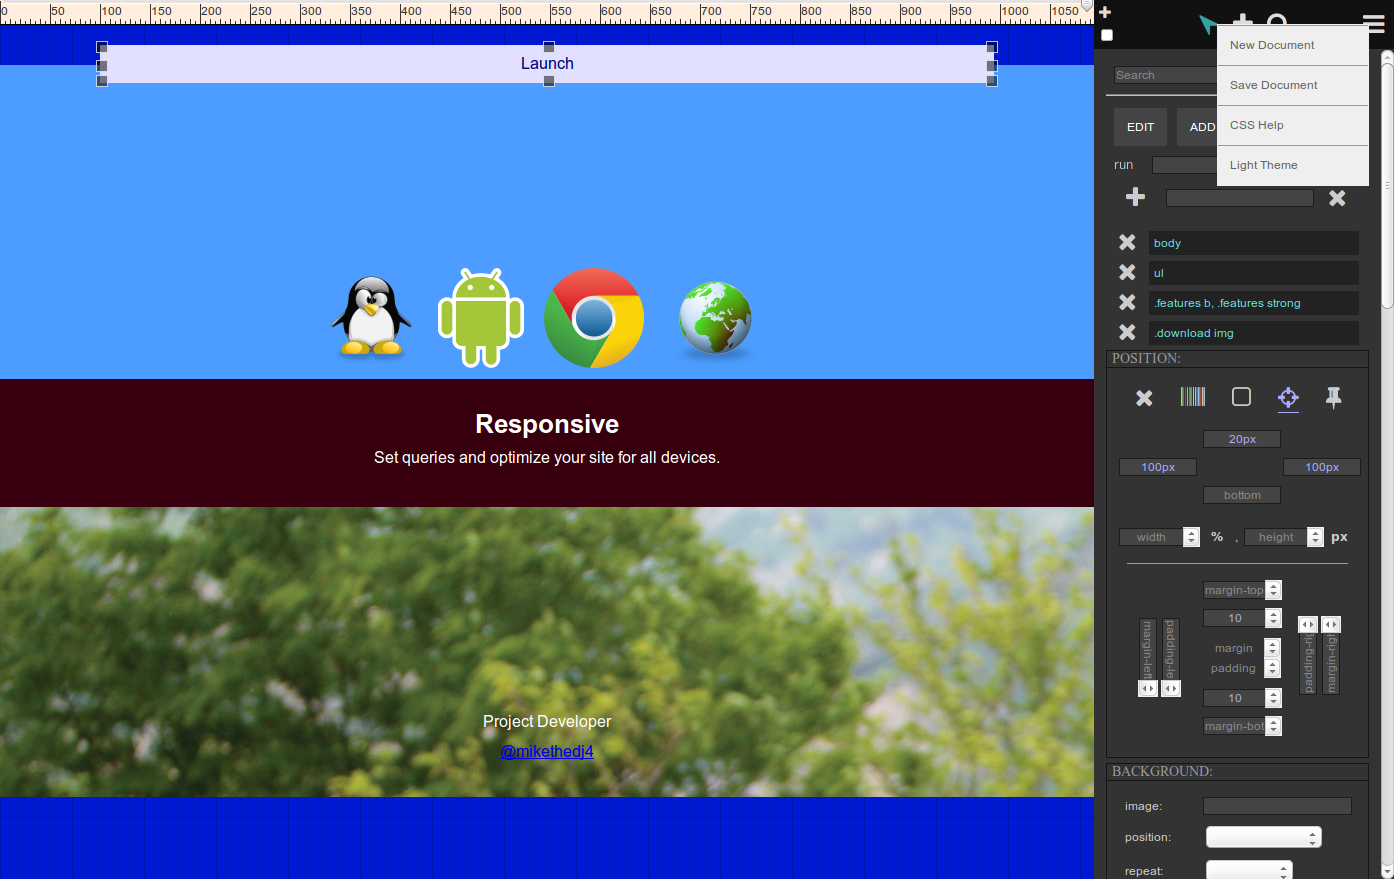 0 50 100 150 200 250 300 350 400 450 500 550 600 650 700 750 800 850 900 950 1000 1050
Launch
Responsive
Set queries and optimize your site for all devices.
Project Developer
@mikethedj4
New Document
Save Document
CSS Help
Light Theme
Search
EDIT
ADD
run
body
ul
.features b, .features strong
.download img
POSITION:
20px
100px
100px
bottom
width
%
,
height
px
margin-top
10
margin-left
padding-le
margin
padding
padding-rig
margin-righ
10
margin-bot
BACKGROUND:
image:
position:
repeat: